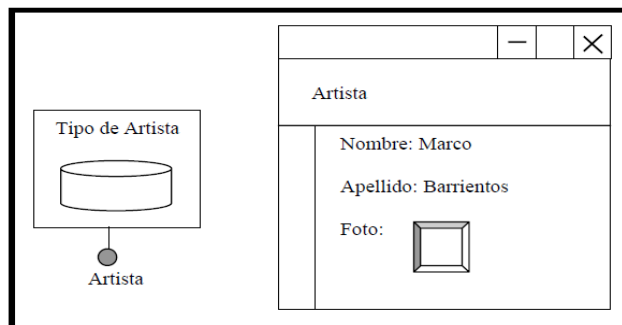 Tipo de Artista
Artista
Artista
Nombre: Marco
Apellido: Barrientos
Foto: